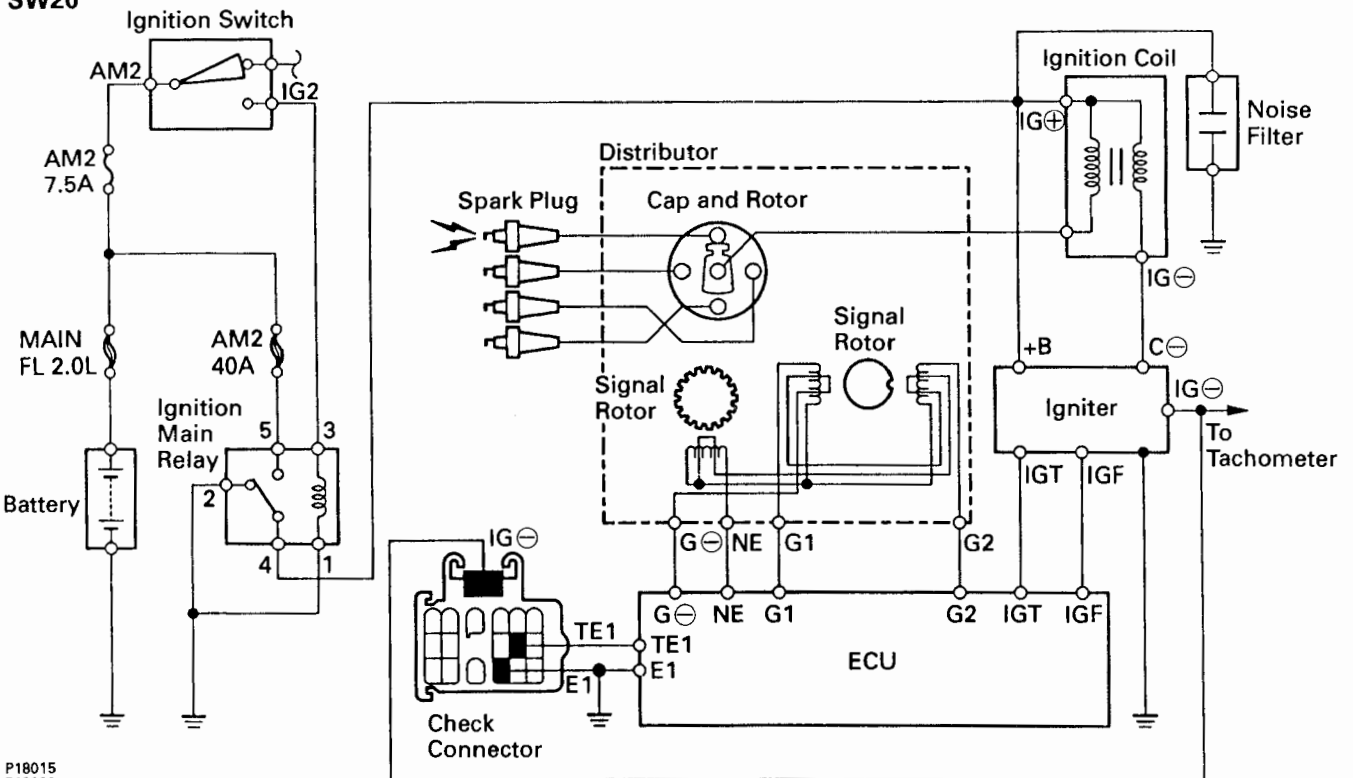 SW20
Ignition Switch
AM2
IG2
AM2
7.5A
MAIN
FL 2.0L
AM2
40A
Ignition
Main
Relay
5
3
2
4
1
Battery
Distributor
Spark Plug
Cap and Rotor
Signal
Rotor
Signal
Rotor
G⊖
NE
G1
G2
Ignition Coil
IG⊕
Noise
Filter
IG⊖
+B
C⊖
Igniter
IG⊖
To
Tachometer
IGT
IGF
IG⊖
G⊖
NE
G1
G2
IGT
IGF
TE1
TE1
E1
E1
ECU
Check
Connector
P18015